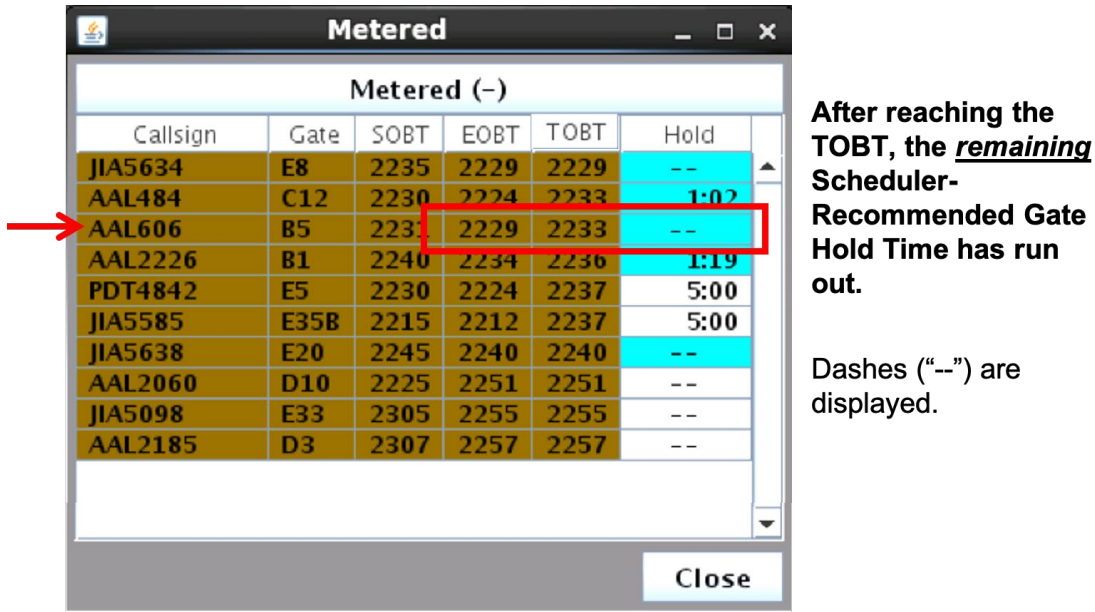 Metered
Metered (-)
Callsign Gate SOBT EOBT TOBT Hold
JIA5634 E8 2235 2229 2229 --
AAL484 C12 2230 2224 2233 1:02
AAL606 B5 2231 2229 2233 --
AAL2226 B1 2240 2234 2236 1:19
PDT4842 E5 2230 2224 2237 5:00
JIA5585 E35B 2215 2212 2237 5:00
JIA5638 E20 2245 2240 2240 --
AAL2060 D10 2225 2251 2251 --
JIA5098 E33 2305 2255 2255 --
AAL2185 D3 2307 2257 2257 --
Close
After reaching the
TOBT, the remaining
Scheduler-
Recommended Gate
Hold Time has run
out.
Dashes (“--”) are
displayed.